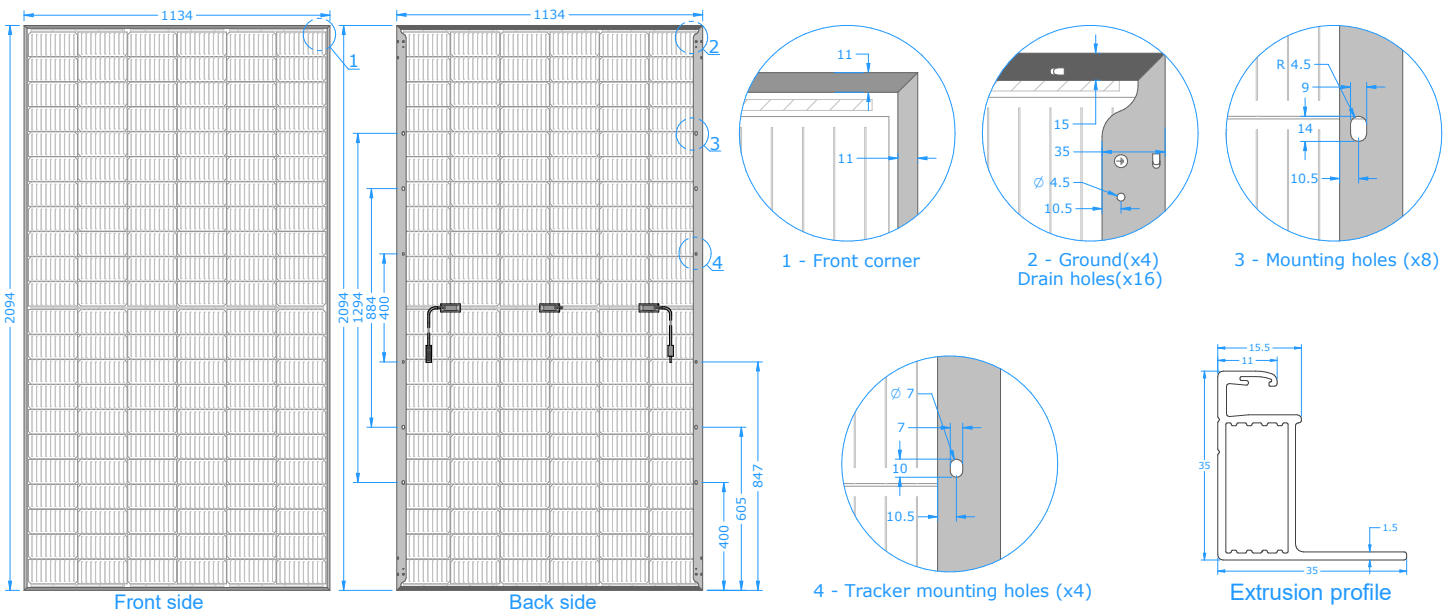 1134
2094
1
Front side
1134
2094
1294
884
400
2
3
4
847
605
400
Back side
11
11
1 - Front corner
15
35
Ø 4.5
10.5
2 - Ground(x4)
Drain holes(x16)
R 4.5
9
14
10.5
3 - Mounting holes (x8)
Ø 7
7
10
10.5
4 - Tracker mounting holes (x4)
15.5
11
35
1.5
35
Extrusion profile